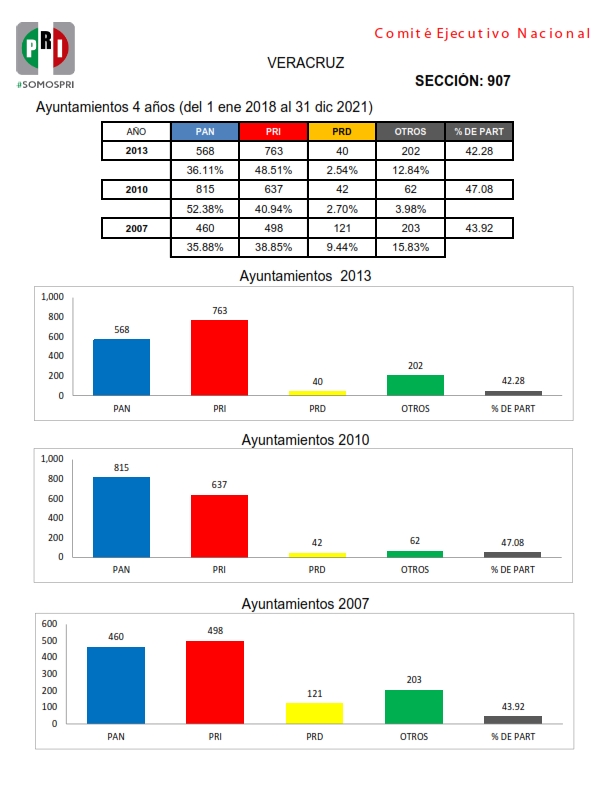 PRI
#SOMOSPRI
Comité Ejecutivo Nacional
VERACRUZ
SECCIÓN: 907
Ayuntamientos 4 años (del 1 ene 2018 al 31 dic 2021)
AÑO PAN PRI PRD OTROS % DE PART
2013 568 763 40 202 42.28
36.11% 48.51% 2.54% 12.84%
2010 815 637 42 62 47.08
52.38% 40.94% 2.70% 3.98%
2007 460 498 121 203 43.92
35.88% 38.85% 9.44% 15.83%
Ayuntamientos 2013
1,000
800
600
400
200
0
568 763 40 202 42.28
PAN PRI PRD OTROS % DE PART
Ayuntamientos 2010
1,000
800
600
400
200
0
815 637 42 62 47.08
PAN PRI PRD OTROS % DE PART
Ayuntamientos 2007
600
500
400
300
200
100
0
460 498 121 203 43.92
PAN PRI PRD OTROS % DE PART